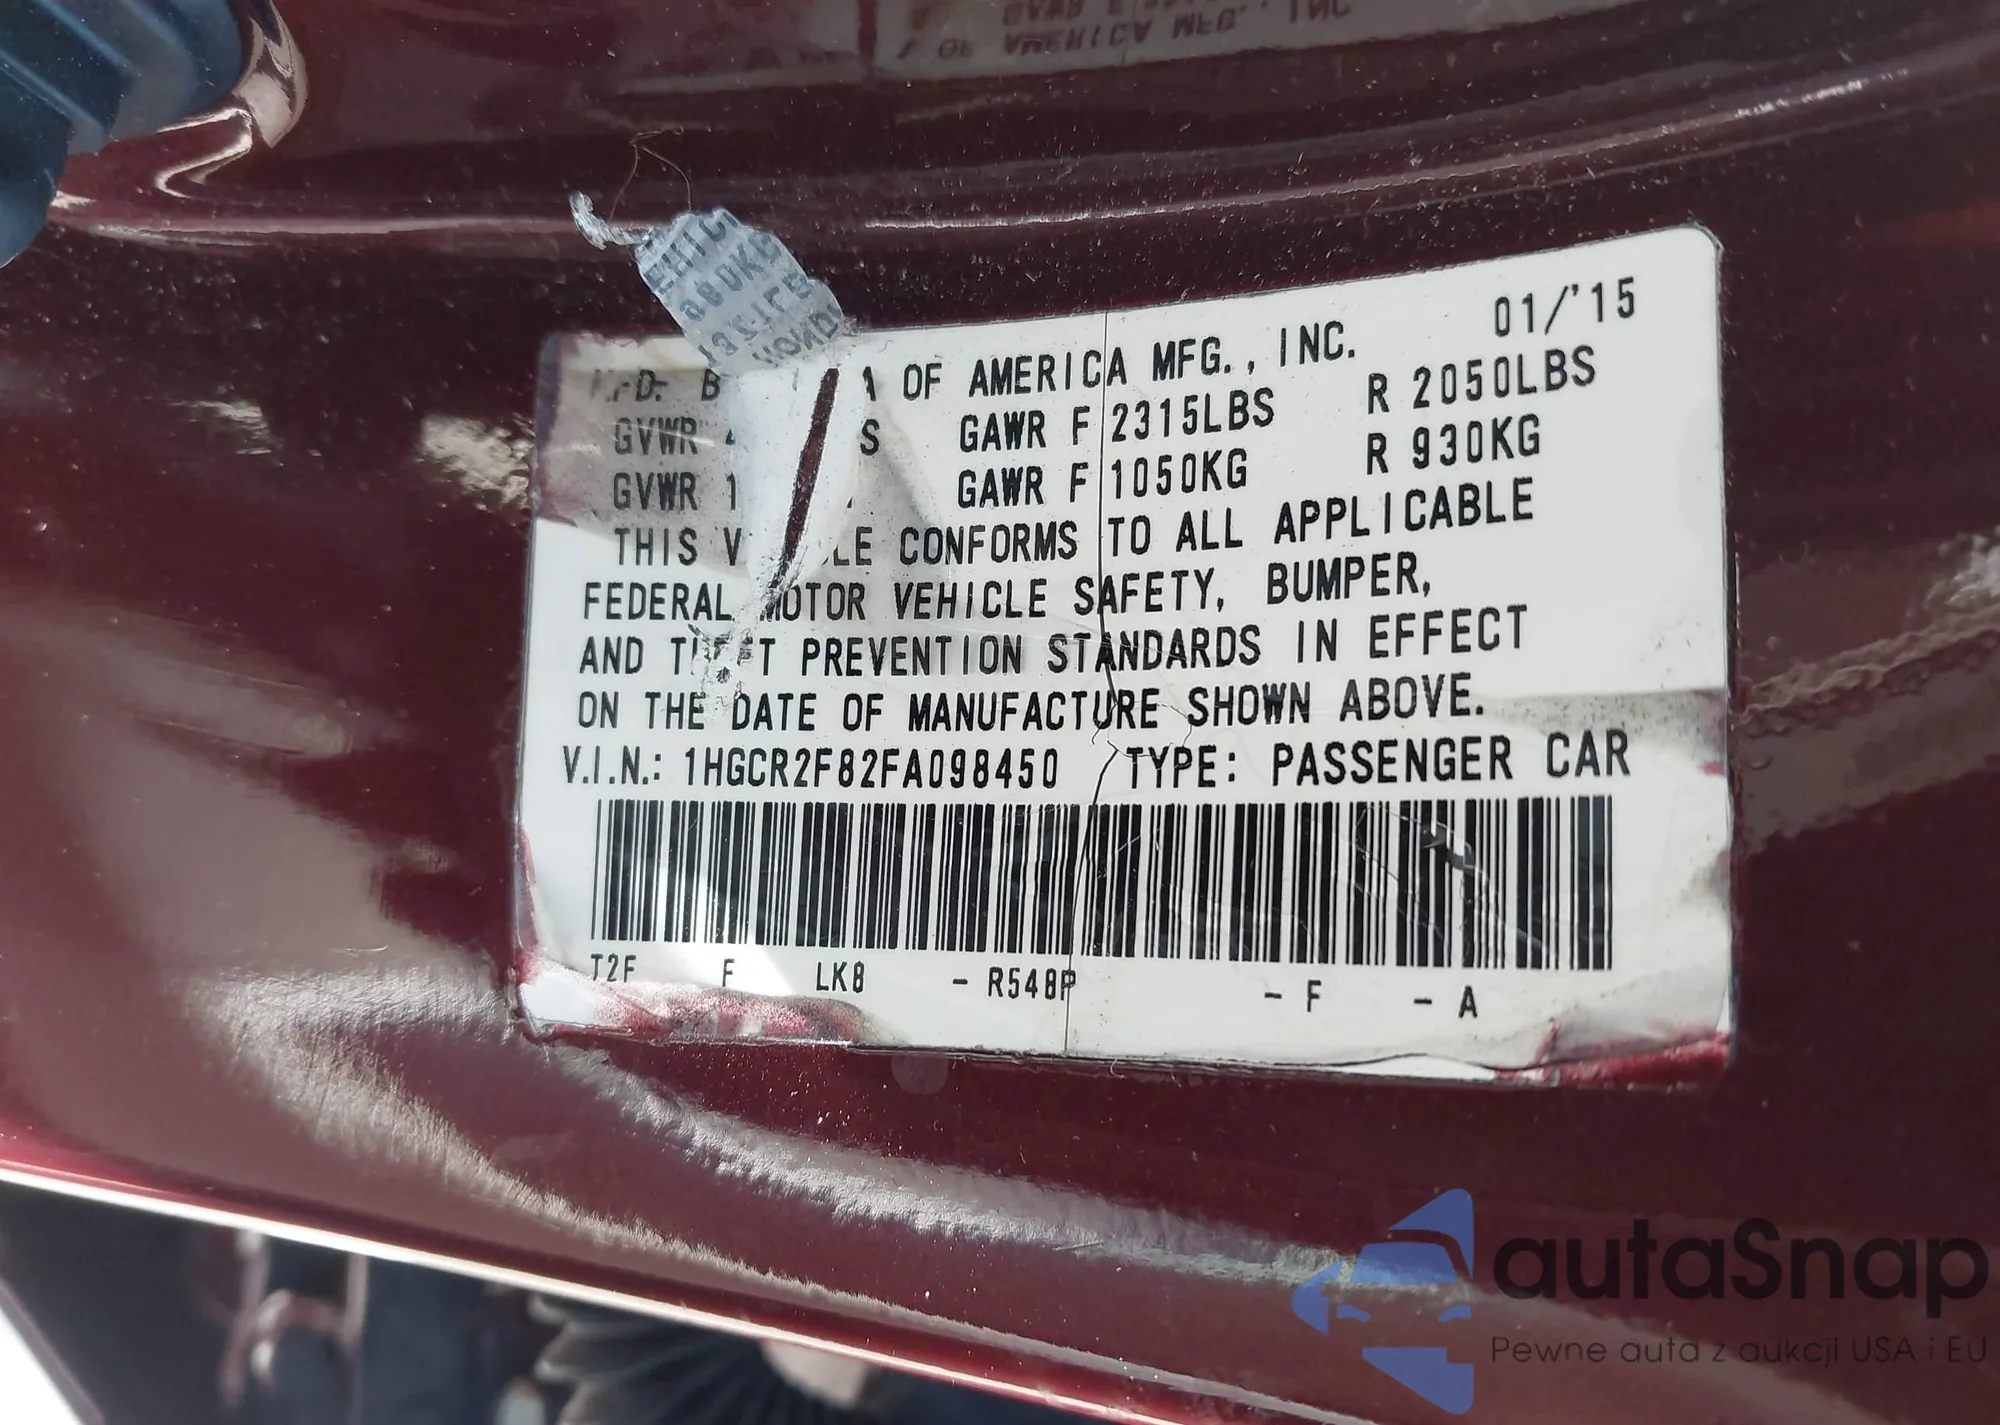 01/'15
OF AMERICA MFG., INC.
GVWR GAWR F 2315LBS R 2050LBS
GVWR GAWR F 1050KG R 930KG
THIS CONFORMS TO ALL APPLICABLE
FEDERAL MOTOR VEHICLE SAFETY, BUMPER,
AND THEFT PREVENTION STANDARDS IN EFFECT
ON THE DATE OF MANUFACTURE SHOWN ABOVE.
V.I.N.: 1HGCR2F82FA098450 TYPE: PASSENGER CAR
T2F F LK8 - R548P - F - A
autaSnap
Pewne auta z aukcji USA i EU